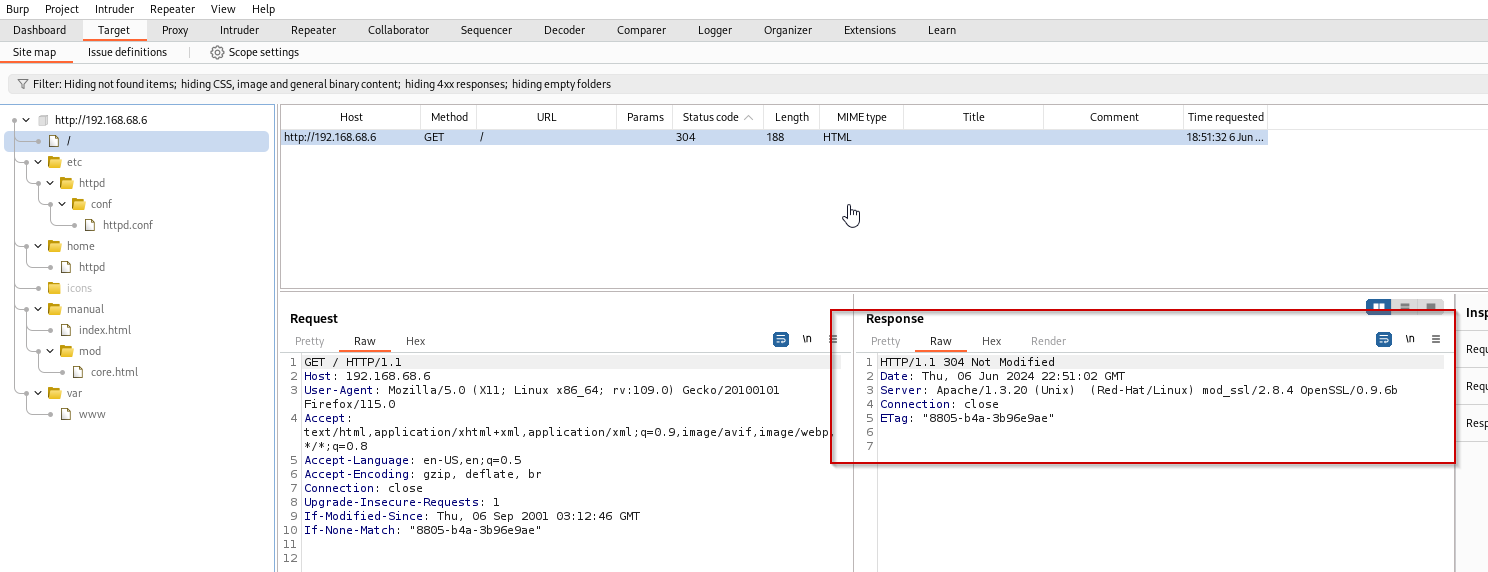 Burp Project Intruder Repeater View Help
Dashboard Target Proxy Intruder Repeater Collaborator Sequencer Decoder Comparer Logger Organizer Extensions Learn
Site map Issue definitions Scope settings
Filter: Hiding not found items; hiding CSS, image and general binary content; hiding 4xx responses; hiding empty folders
http://192.168.68.6
/
etc
httpd
conf
httpd.conf
home
httpd
icons
manual
index.html
mod
core.html
var
www
Host Method URL Params Status code Length MIME type Title Comment Time requested
http://192.168.68.6 GET / 304 188 HTML 18:51:32 6 Jun ...
Request
Pretty Raw Hex \n
1 GET / HTTP/1.1
2 Host: 192.168.68.6
3 User-Agent: Mozilla/5.0 (X11; Linux x86_64; rv:109.0) Gecko/20100101
Firefox/115.0
4 Accept:
text/html,application/xhtml+xml,application/xml;q=0.9,image/avif,image/webp,
*/*;q=0.8
5 Accept-Language: en-US,en;q=0.5
6 Accept-Encoding: gzip, deflate, br
7 Connection: close
8 Upgrade-Insecure-Requests: 1
9 If-Modified-Since: Thu, 06 Sep 2001 03:12:46 GMT
10 If-None-Match: "8805-b4a-3b96e9ae"
11
12
Response
Pretty Raw Hex Render \n
1 HTTP/1.1 304 Not Modified
2 Date: Thu, 06 Jun 2024 22:51:02 GMT
3 Server: Apache/1.3.20 (Unix)  (Red-Hat/Linux) mod_ssl/2.8.4 OpenSSL/0.9.6b
4 Connection: close
5 ETag: "8805-b4a-3b96e9ae"
6
7
Insp
Requ
Requ
Resp